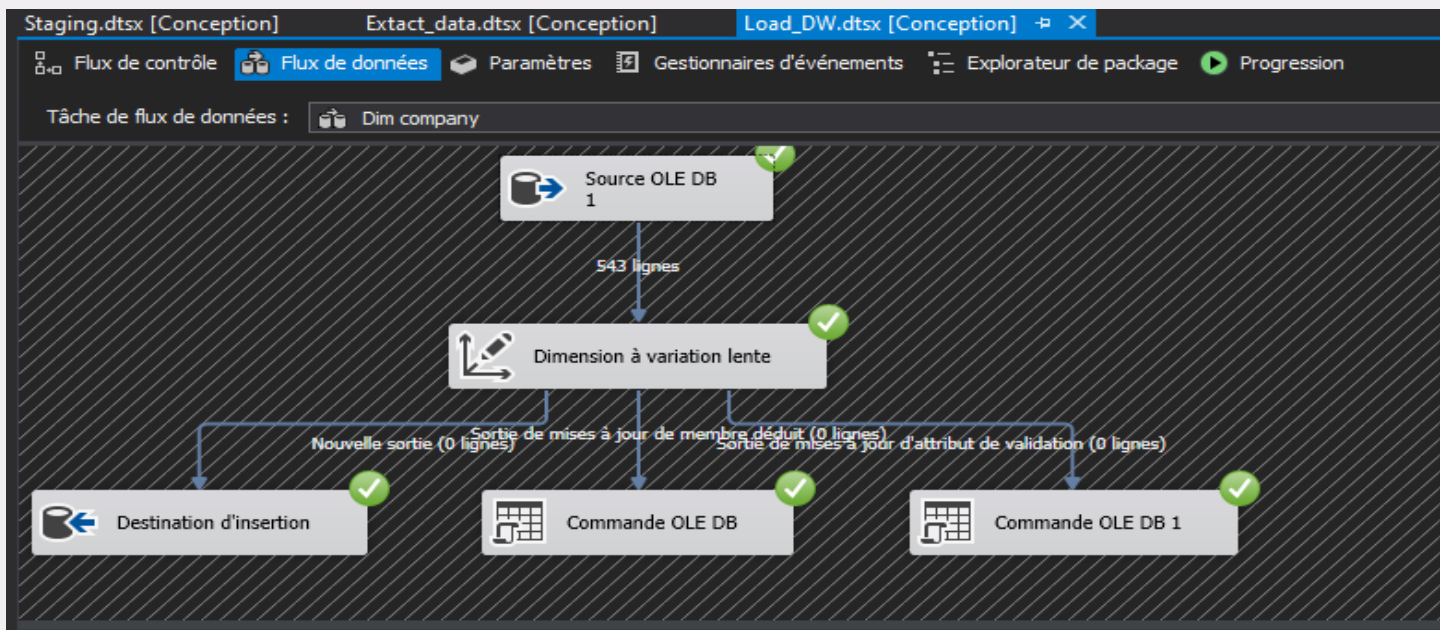 Staging.dtsx [Conception] Extact_data.dtsx [Conception] Load_DW.dtsx [Conception]
Flux de contrôle Flux de données Paramètres Gestionnaires d'événements Explorateur de package Progression
Tâche de flux de données : Dim company
Source OLE DB
1
543 lignes
Dimension à variation lente
Nouvelle sortie (0 lignes)
Sortie de mises à jour de membre déduit (0 lignes)
Sortie de mises à jour d'attribut de validation (0 lignes)
Destination d'insertion
Commande OLE DB
Commande OLE DB 1